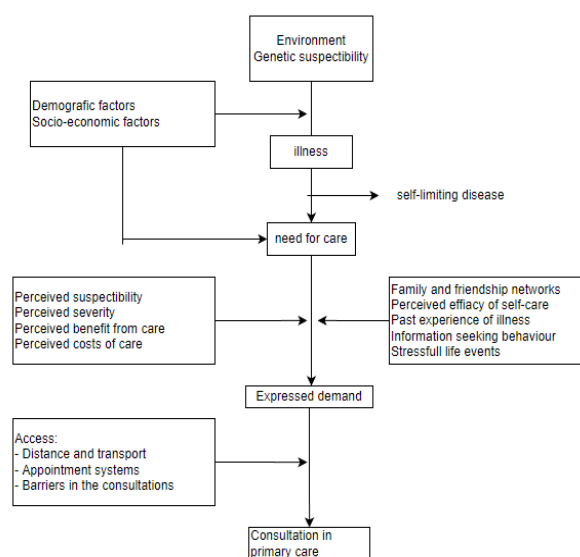 Environment
Genetic suspectibility
Demografic factors
Socio-economic factors
illness
self-limiting disease
need for care
Perceived suspectibility
Perceived severity
Perceived benefit from care
Perceived costs of care
Family and friendship networks
Perceived effiacy of self-care
Past experience of illness
Information seeking behaviour
Stressfull life events
Expressed demand
Access:
- Distance and transport
- Appointment systems
- Barriers in the consultations
Consultation in
primary care